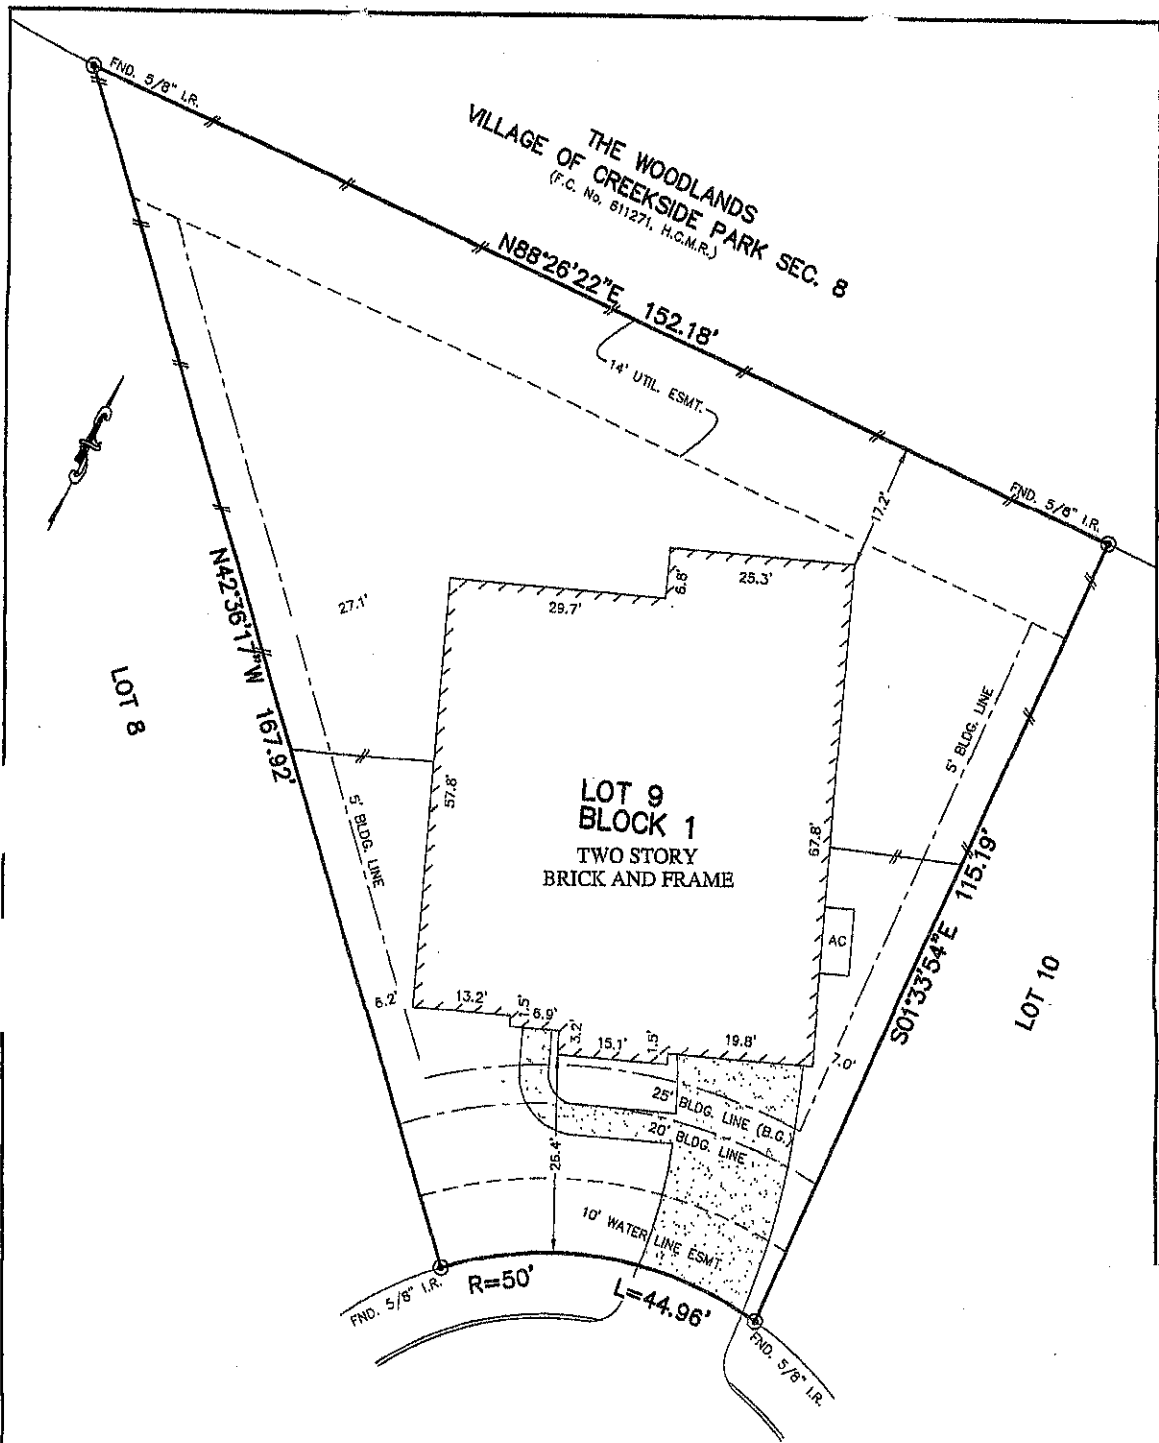 FND. 5/8" I.R.
THE WOODLANDS
VILLAGE OF CREEKSIDE PARK SEC. 8
(F.C. No. 611271, H.C.M.R.)
N88°26'22"E 152.18'
14' UTIL. ESMT.
FND. 5/8" I.R.
17.2'
25.3'
6.8'
29.7'
27.1'
N42°36'17"W 167.92'
LOT 8
5' BLDG. LINE
57.8'
LOT 9
BLOCK 1
TWO STORY
BRICK AND FRAME
67.8'
5' BLDG. LINE
S01°33'54"E 115.19'
AC
LOT 10
6.2'
13.2'
1.5'
6.9'
3.2'
15.1'
1.5'
19.8'
7.0'
25' BLDG. LINE (B.G.)
20' BLDG. LINE
25.4'
10' WATER LINE ESMT.
FND. 5/8" I.R.
R=50'
L=44.96'
FND. 5/8" I.R.